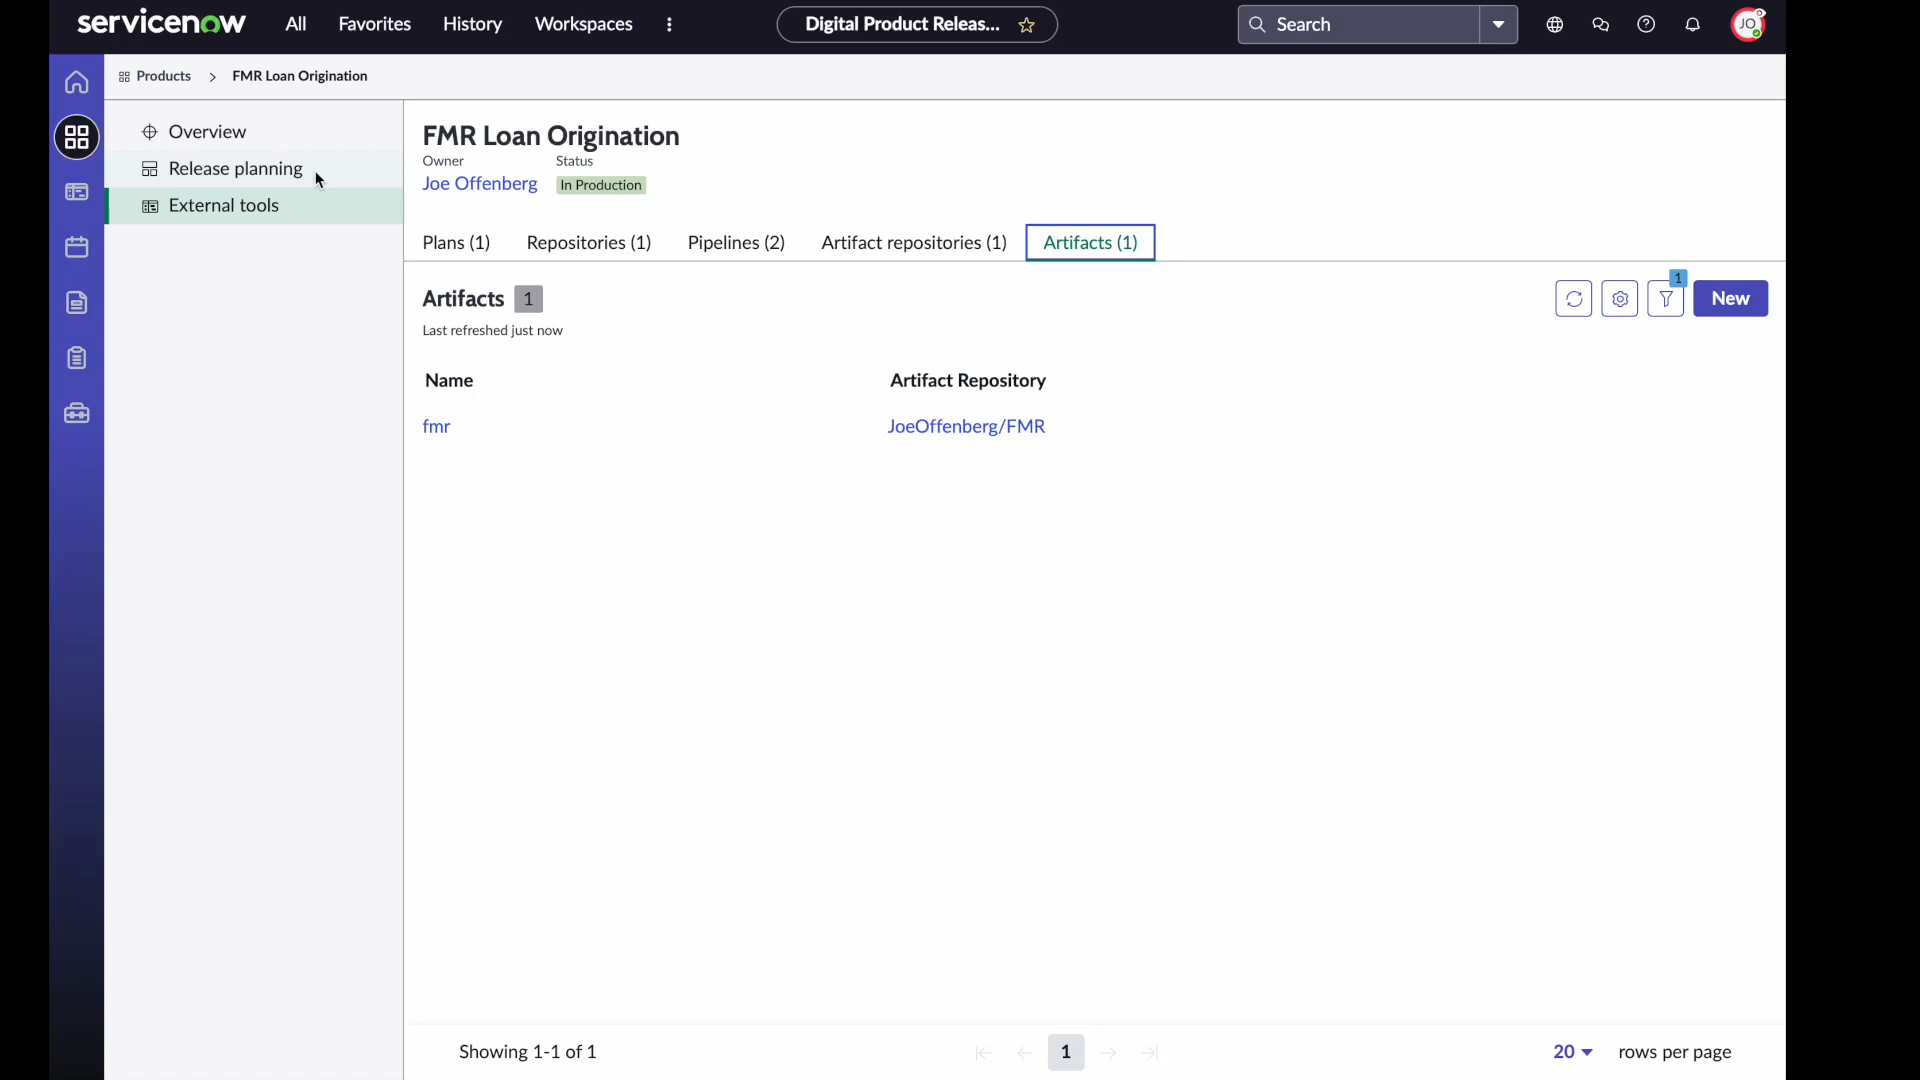 servicenow
All Favorites History Workspaces
Digital Product Releas...
Search
JO
Products > FMR Loan Origination
Overview
Release planning
External tools
FMR Loan Origination
Owner Status
Joe Offenberg In Production
Plans (1) Repositories (1) Pipelines (2) Artifact repositories (1) Artifacts (1)
1
Artifacts 1
New
Last refreshed just now
Name Artifact Repository
fmr JoeOffenberg/FMR
Showing 1-1 of 1 1 20 rows per page